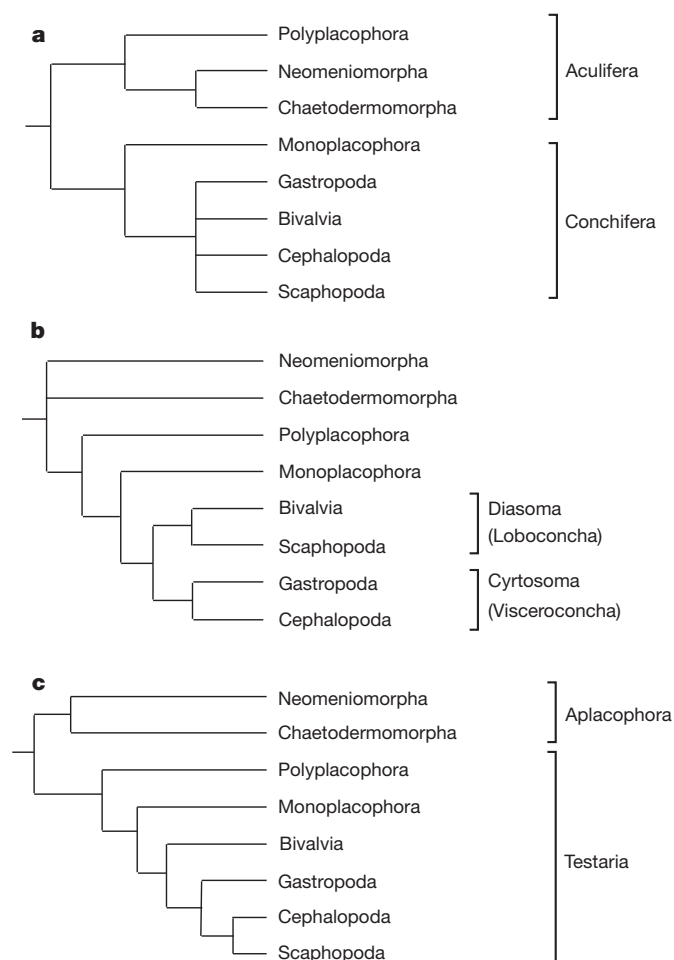 a
Polyplacophora
Neomeniomorpha
Chaetodermomorpha
Aculifera
Monoplacophora
Gastropoda
Bivalvia
Cephalopoda
Scaphopoda
Conchifera
b
Neomeniomorpha
Chaetodermomorpha
Polyplacophora
Monoplacophora
Bivalvia
Scaphopoda
Diasoma
(Loboconcha)
Gastropoda
Cephalopoda
Cyrtosoma
(Visceroconcha)
c
Neomeniomorpha
Chaetodermomorpha
Aplacophora
Polyplacophora
Monoplacophora
Bivalvia
Gastropoda
Cephalopoda
Scaphopoda
Testaria